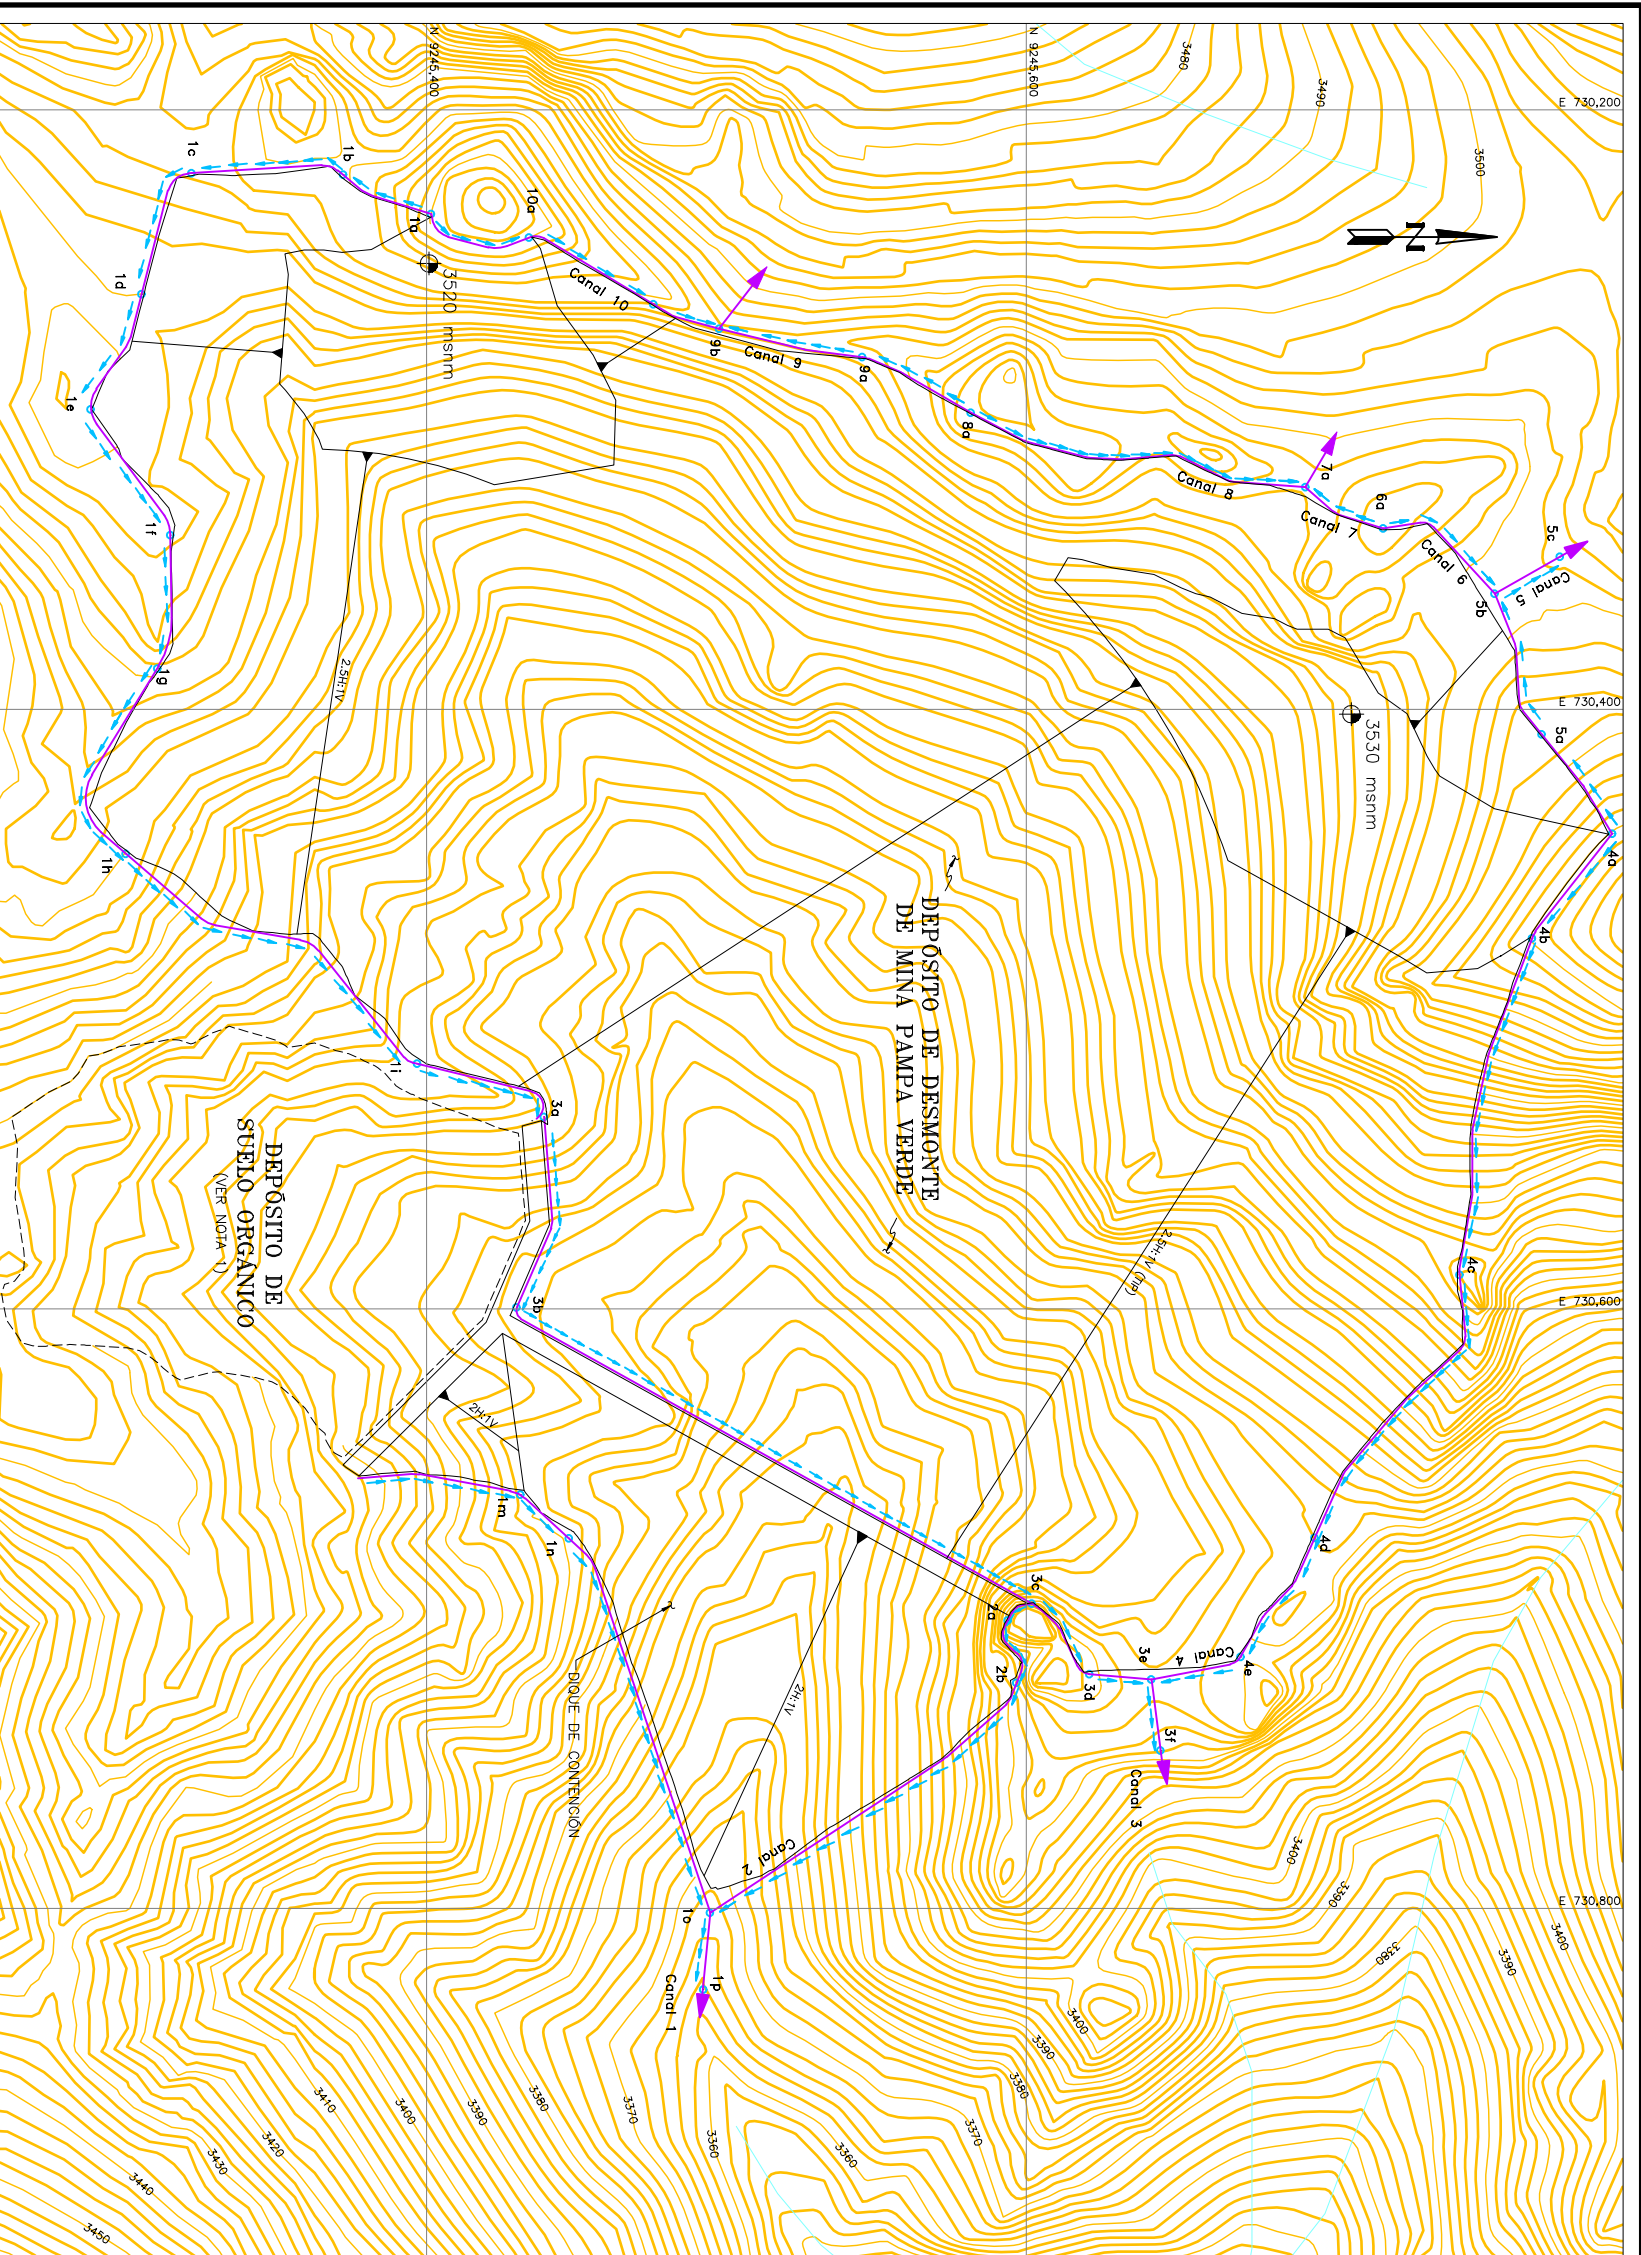 E 730,200
E 730,400
E 730,600
E 730,800
N 9245,600
N 9245,400
N
3480
3490
3500
1a
1b
1c
1d
1e
1f
1g
1h
1i
1m
1n
1o
1p
Canal 1
2a
2b
Canal 2
3a
3b
3c
3d
3e
3f
Canal 3
4a
4b
4c
4d
4e
Canal 4
5a
5b
5c
Canal 5
6a
Canal 6
7a
Canal 7
8a
Canal 8
9a
9b
Canal 9
10a
Canal 10
3520 msnm
3530 msnm
2.5H:1V
2.5H:1V (TIP)
2H:1V
2H:1V
DEPÓSITO DE DESMONTE
DE MINA PAMPA VERDE
DEPÓSITO DE
SUELO ORGÁNICO
(VER NOTA 1)
DIQUE DE CONTENCIÓN
3400
3390
3380
3400
3390
3400
3390
3380
3370
3360
3360
3370
3380
3390
3400
3410
3420
3430
3440
3450